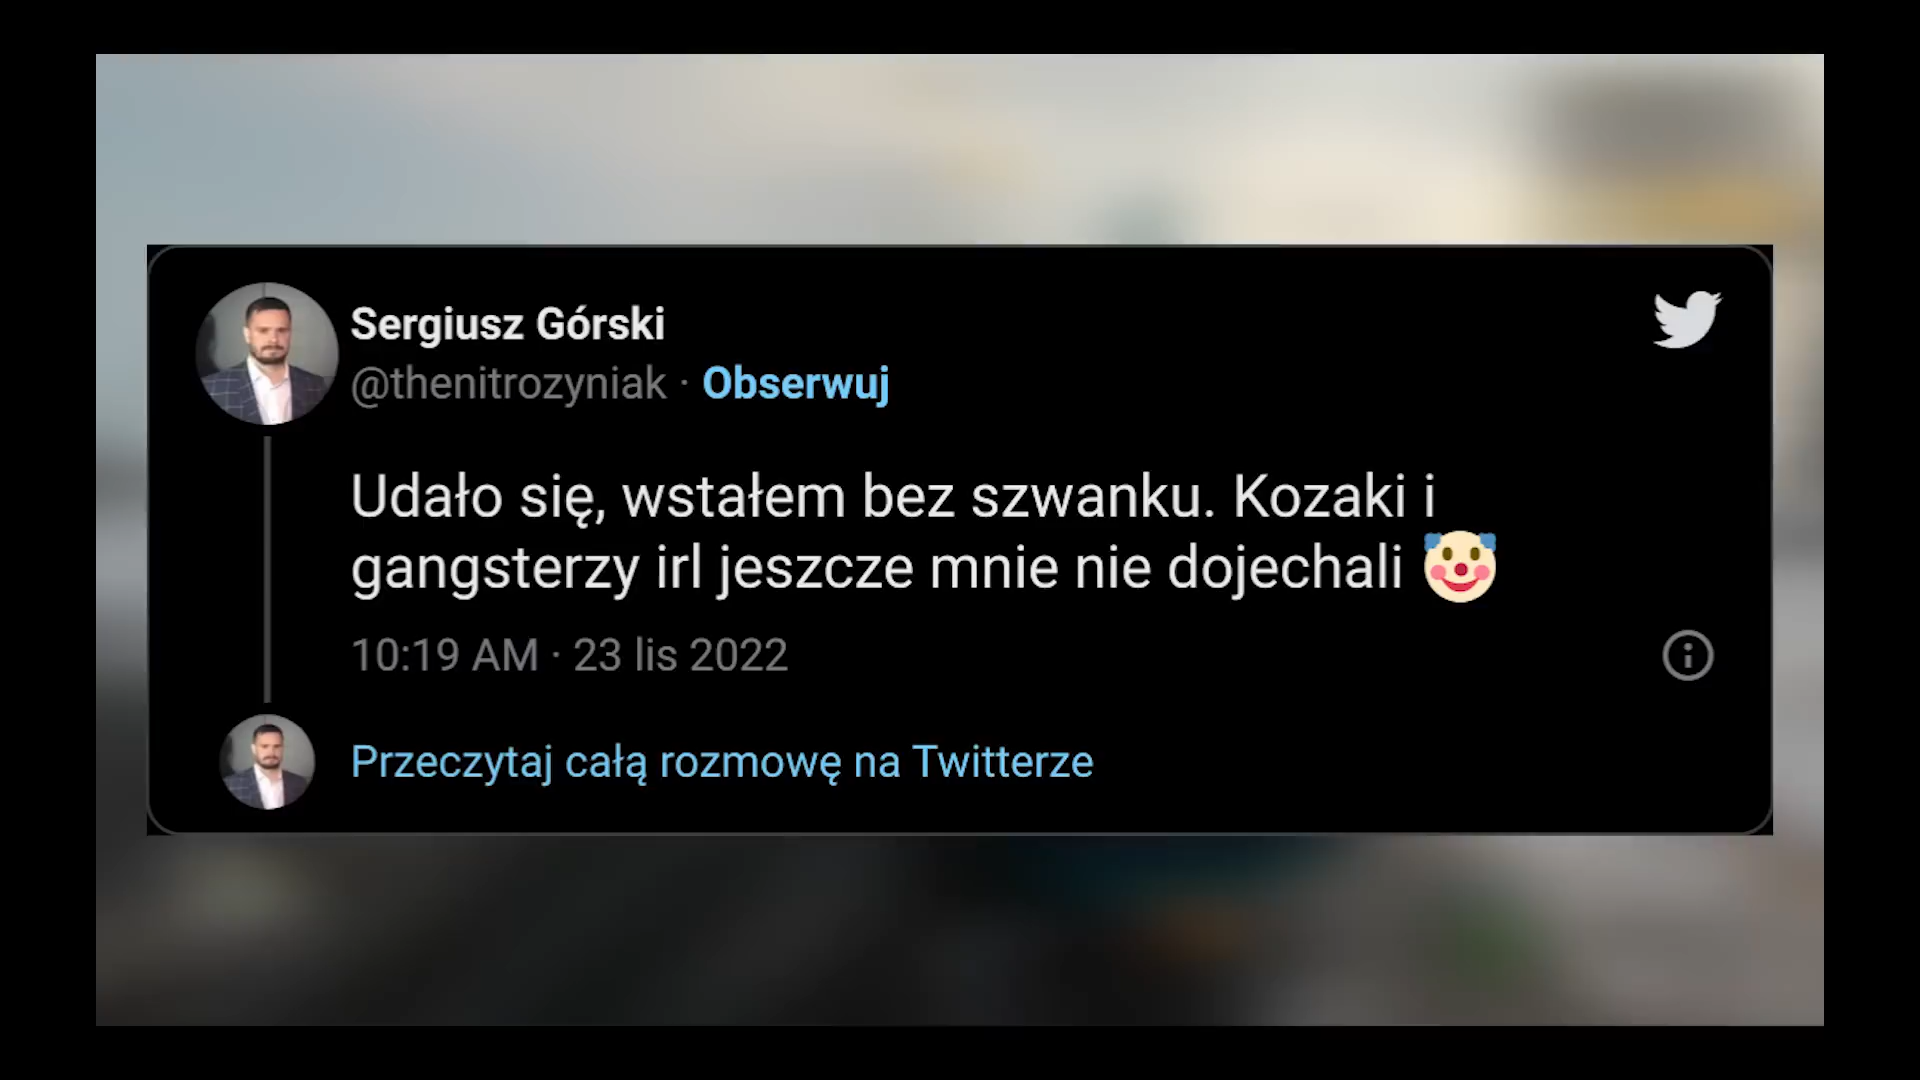 Sergiusz Górski
@thenitrozyniak · Obserwuj
Udało się, wstałem bez szwanku. Kozaki i
gangsterzy irl jeszcze mnie nie dojechali 🤡
10:19 AM · 23 lis 2022
Przeczytaj całą rozmowę na Twitterze